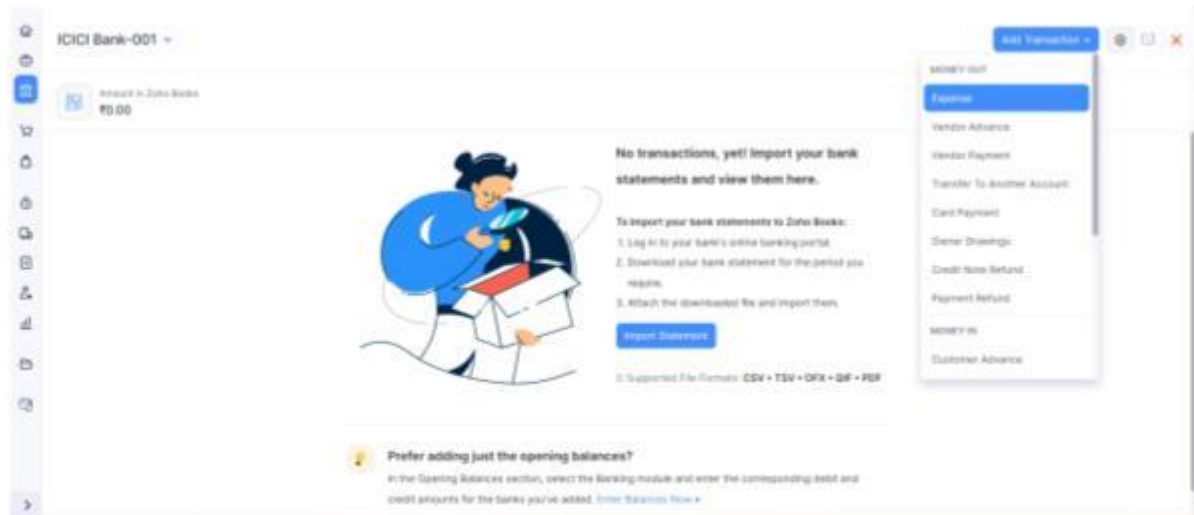 ICICI Bank-001
Add Transaction
Amount in Zoho Books
₹0.00
MONEY OUT
Expense
Vendor Advance
Vendor Payment
Transfer To Another Account
Card Payment
Owner Drawings
Credit Note Refund
Payment Refund
MONEY IN
Customer Advance
No transactions, yet! Import your bank
statements and view them here.
To import your bank statements to Zoho Books:
1. Log in to your bank's online banking portal.
2. Download your bank statement for the period you
require.
3. Attach the downloaded file and import them.
Import Statement
Supported File Formats: CSV • TSV • OFX • QIF • PDF
Prefer adding just the opening balances?
In the Opening Balances section, select the Banking module and enter the corresponding debit and
credit amounts for the banks you've added. Enter Balances Now